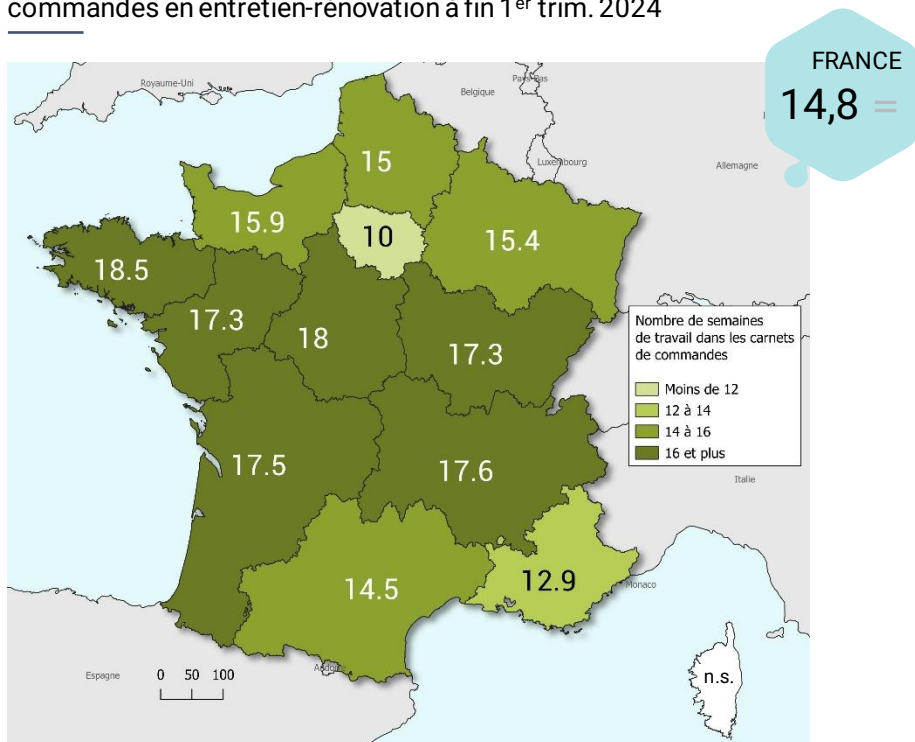 commandes en entretien-rénovation à fin 1er trim. 2024
FRANCE
14,8 =
Royaume-Uni
Pays-Bas
Belgique
Luxembourg
Allemagne
15
15.9
10
15.4
18.5
17.3
18
17.3
Nombre de semaines
de travail dans les carnets
de commandes
Moins de 12
12 à 14
14 à 16
16 et plus
17.5
17.6
Italie
14.5
12.9
Monaco
Espagne
0 50 100
Andorre
n.s.